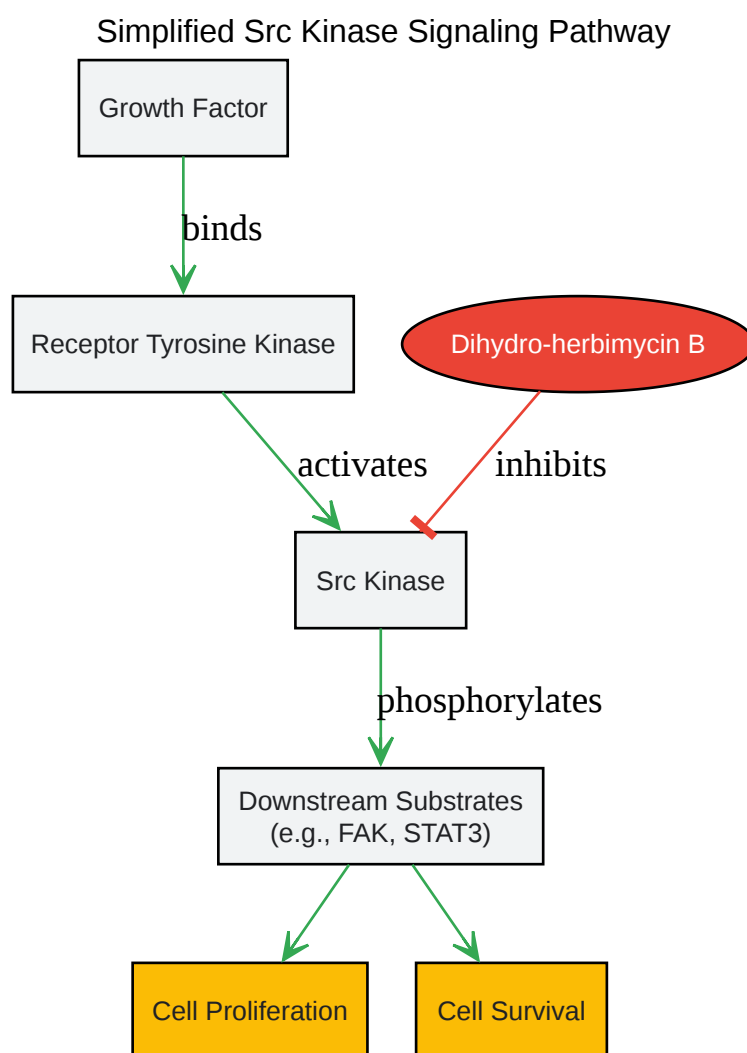 Simplified Src Kinase Signaling Pathway
Growth Factor
binds
Receptor Tyrosine Kinase
Dihydro-herbimycin B
activates
inhibits
Src Kinase
phosphorylates
Downstream Substrates
(e.g., FAK, STAT3)
Cell Proliferation
Cell Survival